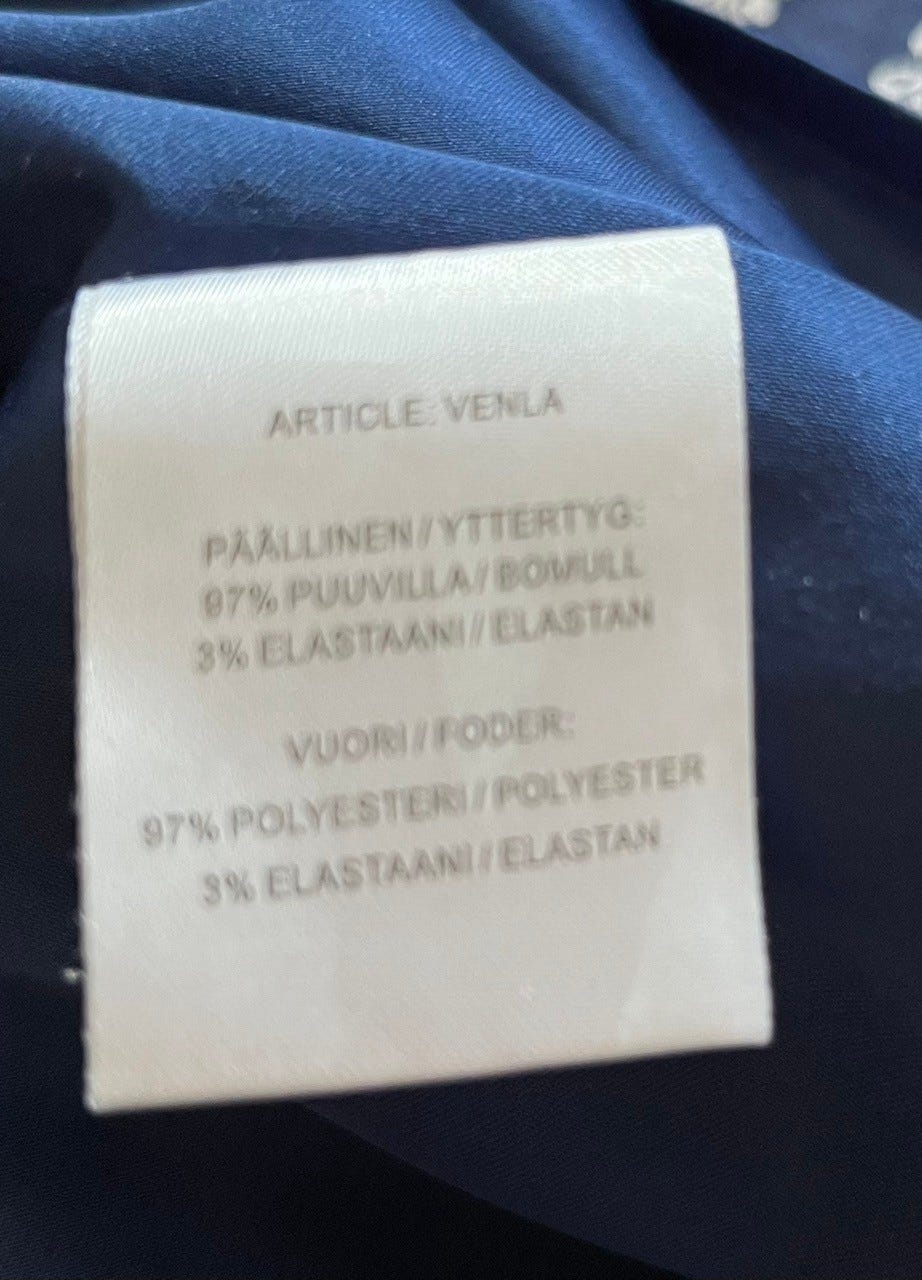 ARTICLE: VENLA
PÄÄLLINEN / YTTERTYG:
97% PUUVILLA / BOMULL
3% ELASTAANI / ELASTAN
VUORI / FODER:
97% POLYESTERI / POLYESTER
3% ELASTAANI / ELASTAN